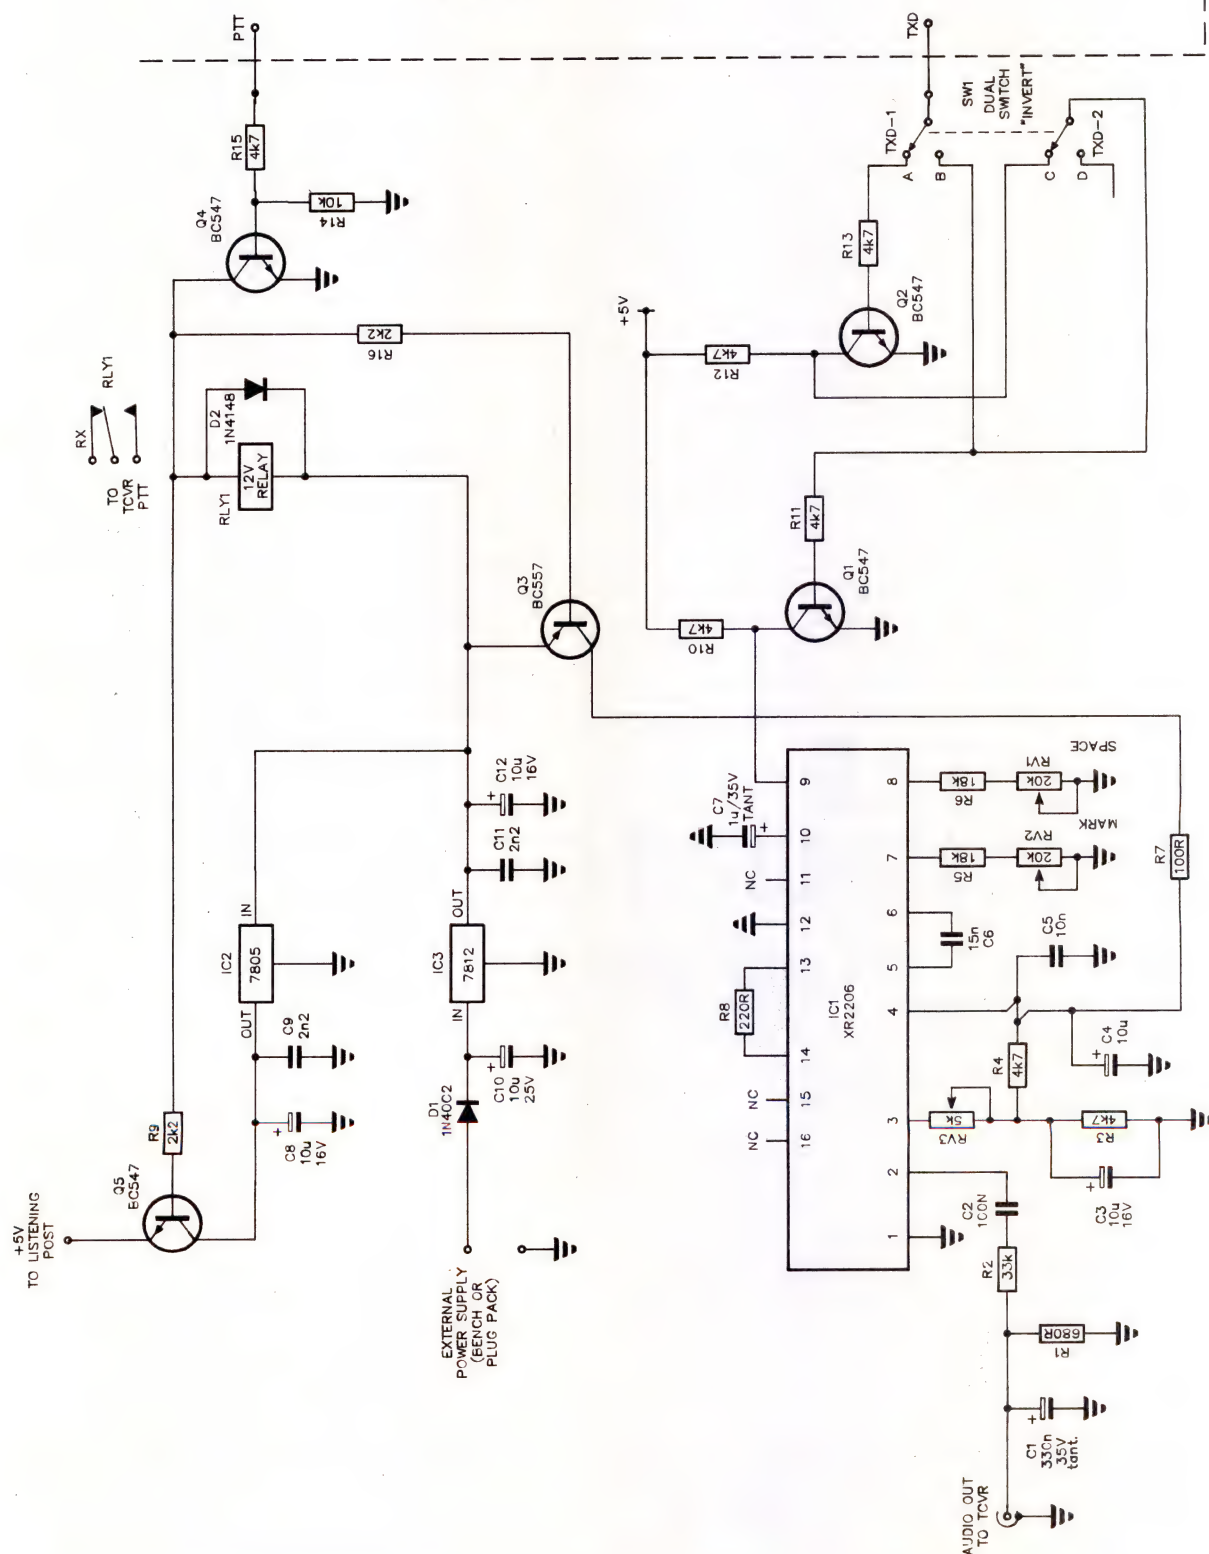 PTT
R15
4k7
Q4
BC547
10k
R14
RX
RLY1
TO
TCVR
PTT
D2
1N4148
12V
RELAY
RLY1
2k2
R16
Q3
BC557
+5V
TO LISTENING
POST
Q5
BC547
R9
2k2
IC2
7805
IN
OUT
C9
2n2
+
C8
10u
16V
IC3
7812
OUT
IN
C11
2n2
+
C12
10u
16V
D1
+
C10
10u
25V
EXTERNAL
POWER SUPPLY
(BENCH OR
PLUG PACK)
TXD
SW1
DUAL
SWITCH
"INVERT"
TXD-1
TXD-2
A
B
C
D
R13
4k7
Q2
BC547
+5V
4k7
R12
R11
4k7
Q1
BC547
4k7
R10
C7
1u/35V
TANT
+
NC
NC
NC
R8
220R
9
10
11
12
13
14
15
16
IC1
XR2206
8
7
6
5
4
3
2
1
18k
R6
20k
RV1
SPACE
18k
R5
20k
RV2
MARK
R7
100R
15n
C6
C5
10n
+
C4
10u
R4
4k7
5k
RV3
4k7
R3
+
C3
10u
16V
C2
100N
R2
33k
680R
R1
+
C1
330n
35V
tant.
AUDIO OUT
TO TCVR